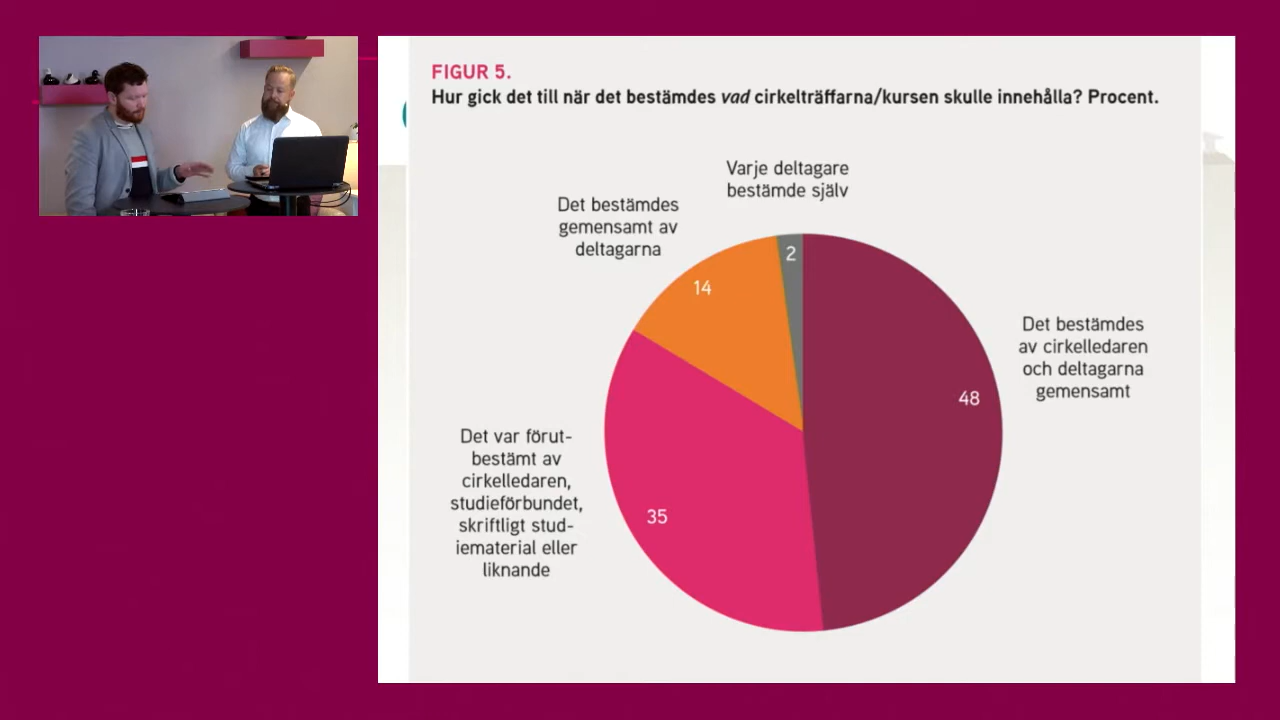 FIGUR 5.
Hur gick det till när det bestämdes vad cirkelträffarna/kursen skulle innehålla? Procent.
Varje deltagare
bestämde själv
Det bestämdes
gemensamt av
deltagarna
2
14
Det bestämdes
av cirkelledaren
och deltagarna
gemensamt
48
Det var förut-
bestämt av
cirkelledaren,
studieförbundet,
skriftligt stud-
iematerial eller
liknande
35